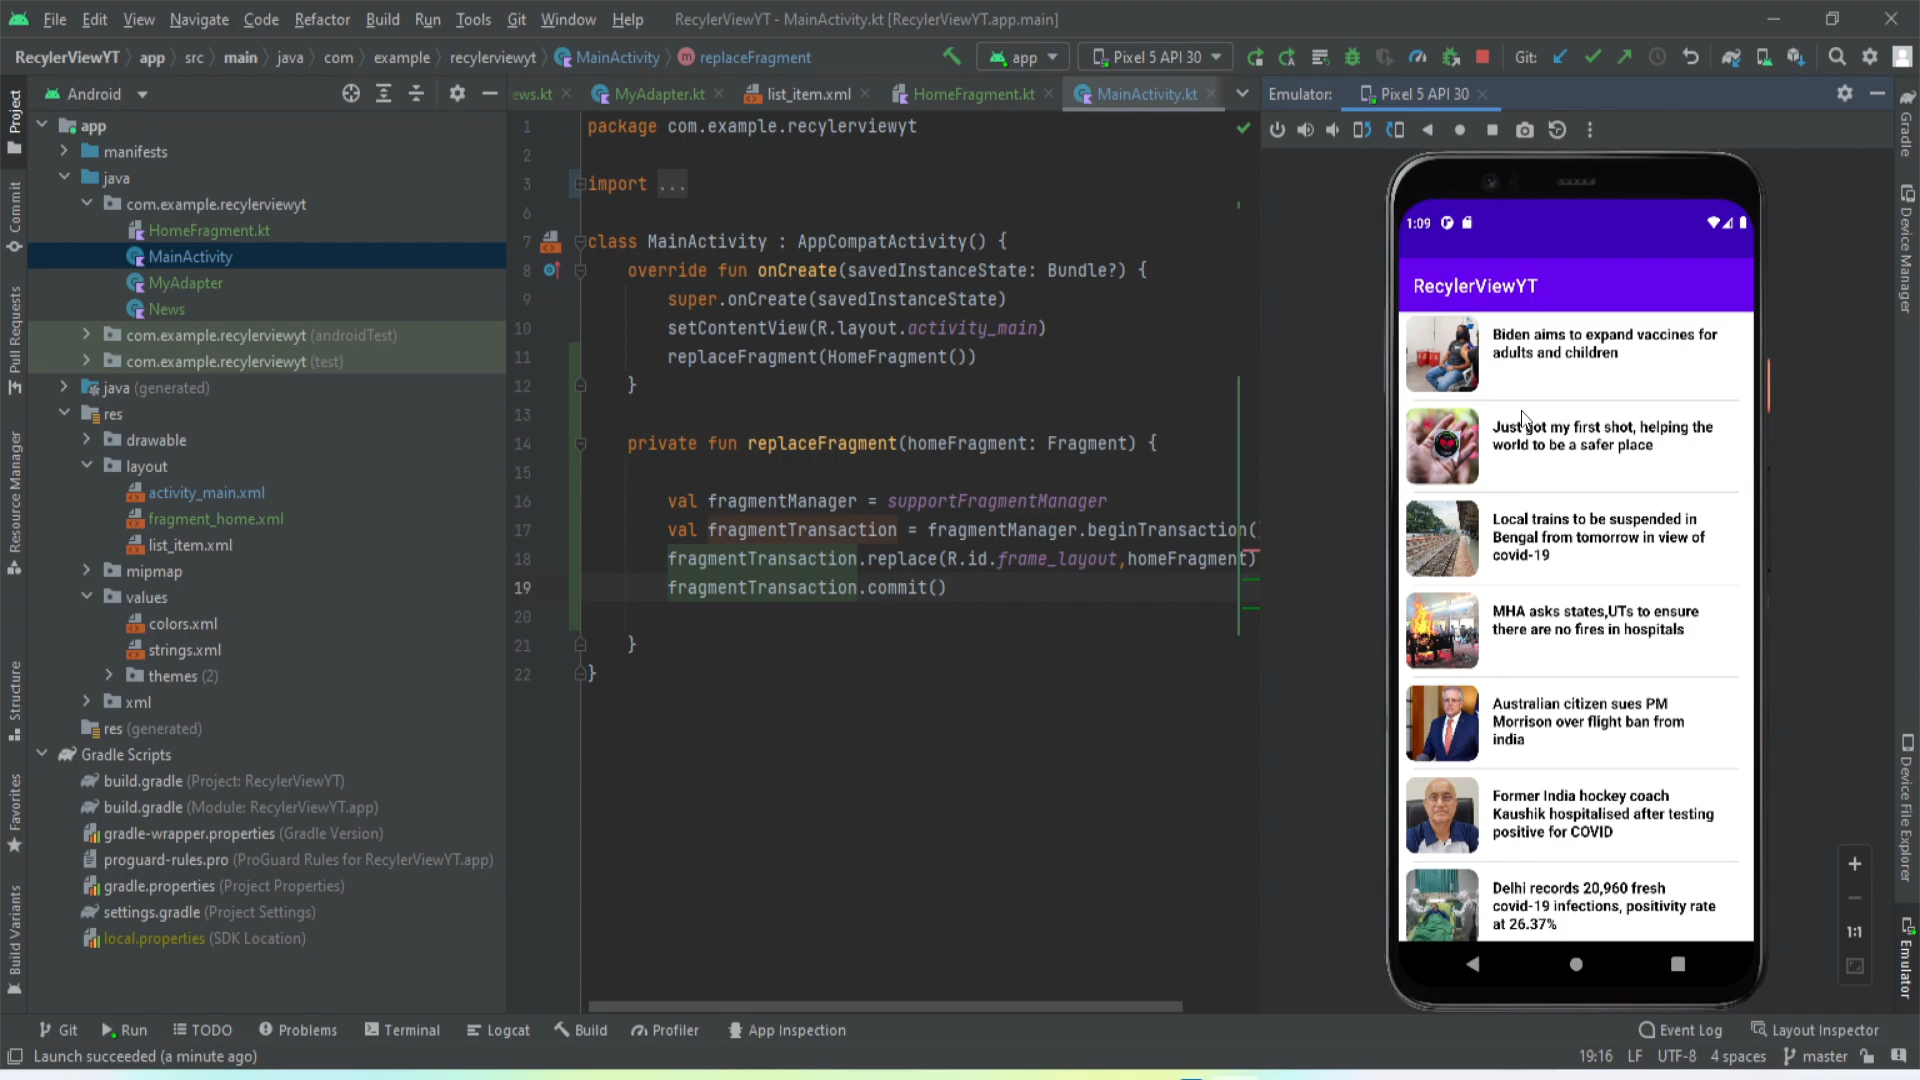 File Edit View Navigate Code Refactor Build Run Tools Git Window Help RecylerViewYT - MainActivity.kt [RecylerViewYT.app.main]
RecylerViewYT app src main java com example recylerviewyt MainActivity replaceFragment app Pixel 5 API 30 Git:
Project
Commit
Pull Requests
Resource Manager
Structure
Favorites
Build Variants
Android
app
manifests
java
com.example.recylerviewyt
HomeFragment.kt
MainActivity
MyAdapter
News
com.example.recylerviewyt (androidTest)
com.example.recylerviewyt (test)
java (generated)
res
drawable
layout
activity_main.xml
fragment_home.xml
list_item.xml
mipmap
values
colors.xml
strings.xml
themes (2)
xml
res (generated)
Gradle Scripts
build.gradle (Project: RecylerViewYT)
build.gradle (Module: RecylerViewYT.app)
gradle-wrapper.properties (Gradle Version)
proguard-rules.pro (ProGuard Rules for RecylerViewYT.app)
gradle.properties (Project Properties)
settings.gradle (Project Settings)
local.properties (SDK Location)
ews.kt MyAdapter.kt list_item.xml HomeFragment.kt MainActivity.kt
1 package com.example.recylerviewyt
2
3 import ...
6
7 class MainActivity : AppCompatActivity() {
8 override fun onCreate(savedInstanceState: Bundle?) {
9 super.onCreate(savedInstanceState)
10 setContentView(R.layout.activity_main)
11 replaceFragment(HomeFragment())
12 }
13
14 private fun replaceFragment(homeFragment: Fragment) {
15
16 val fragmentManager = supportFragmentManager
17 val fragmentTransaction = fragmentManager.beginTransaction(
18 fragmentTransaction.replace(R.id.frame_layout,homeFragment)
19 fragmentTransaction.commit()
20
21 }
22 }
Emulator: Pixel 5 API 30
1:09
RecylerViewYT
Biden aims to expand vaccines for
adults and children
Just got my first shot, helping the
world to be a safer place
Local trains to be suspended in
Bengal from tomorrow in view of
covid-19
MHA asks states,UTs to ensure
there are no fires in hospitals
Australian citizen sues PM
Morrison over flight ban from
india
Former India hockey coach
Kaushik hospitalised after testing
positive for COVID
Delhi records 20,960 fresh
covid-19 infections, positivity rate
at 26.37%
1:1
Gradle
Device Manager
Device File Explorer
Emulator
Git Run TODO Problems Terminal Logcat Build Profiler App Inspection Event Log Layout Inspector
Launch succeeded (a minute ago) 19:16 LF UTF-8 4 spaces master